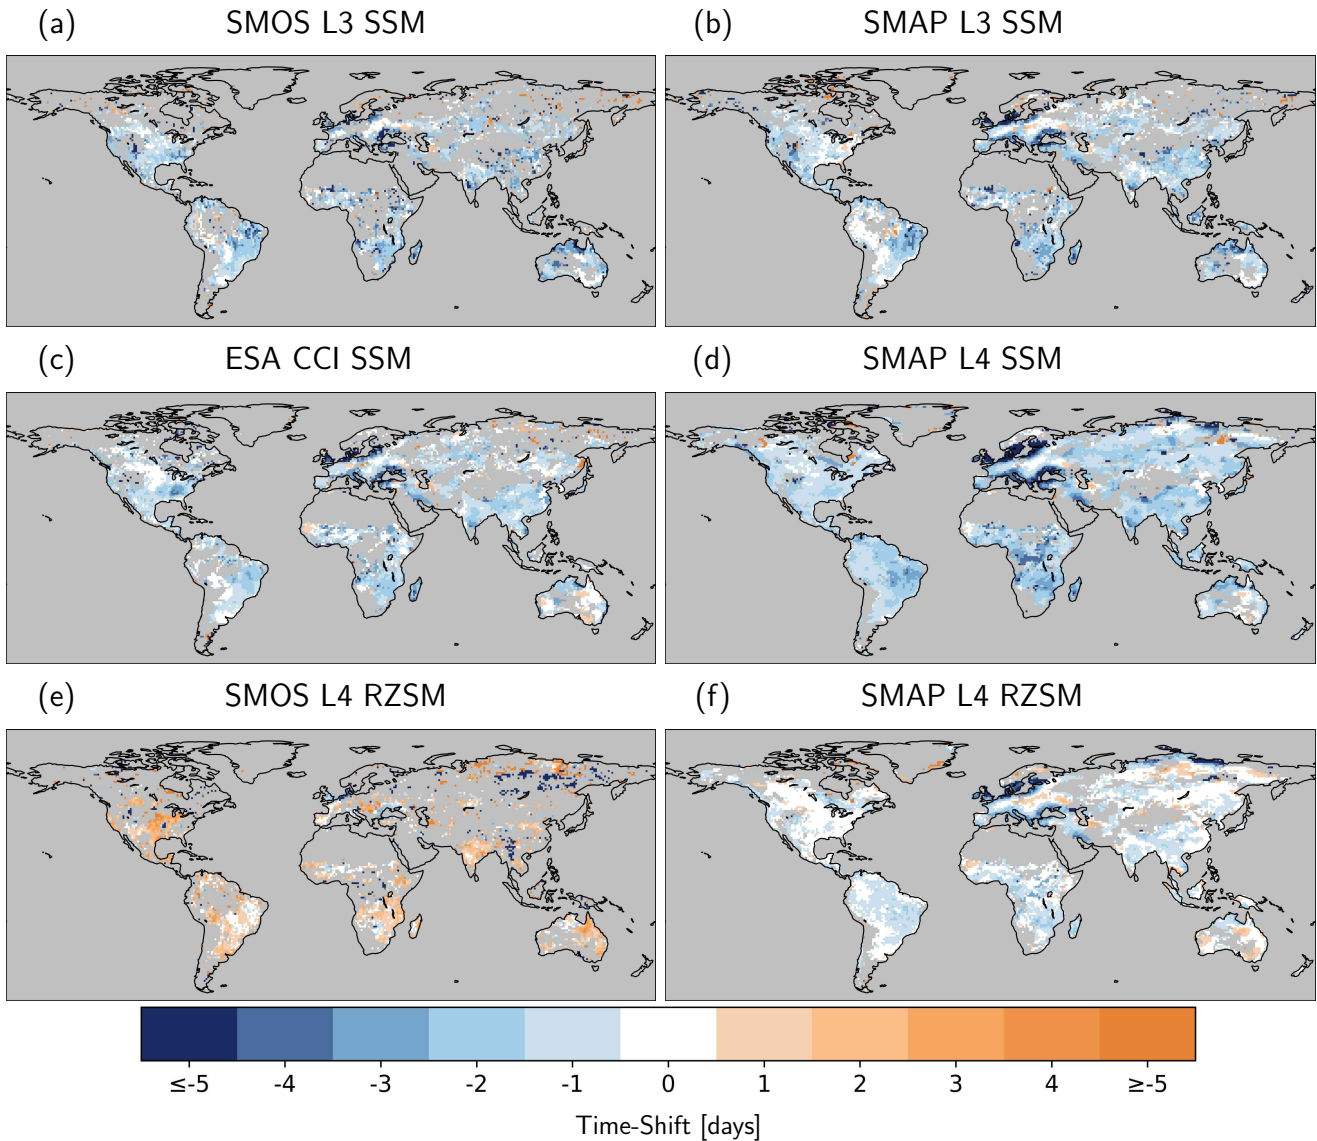 (a) SMOS L3 SSM
(b) SMAP L3 SSM
(c) ESA CCI SSM
(d) SMAP L4 SSM
(e) SMOS L4 RZSM
(f) SMAP L4 RZSM
≤-5 -4 -3 -2 -1 0 1 2 3 4 ≥-5
Time-Shift [days]